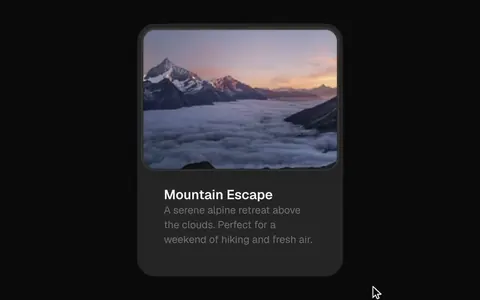 Mountain Escape
A serene alpine retreat above
the clouds. Perfect for a
weekend of hiking and fresh air.